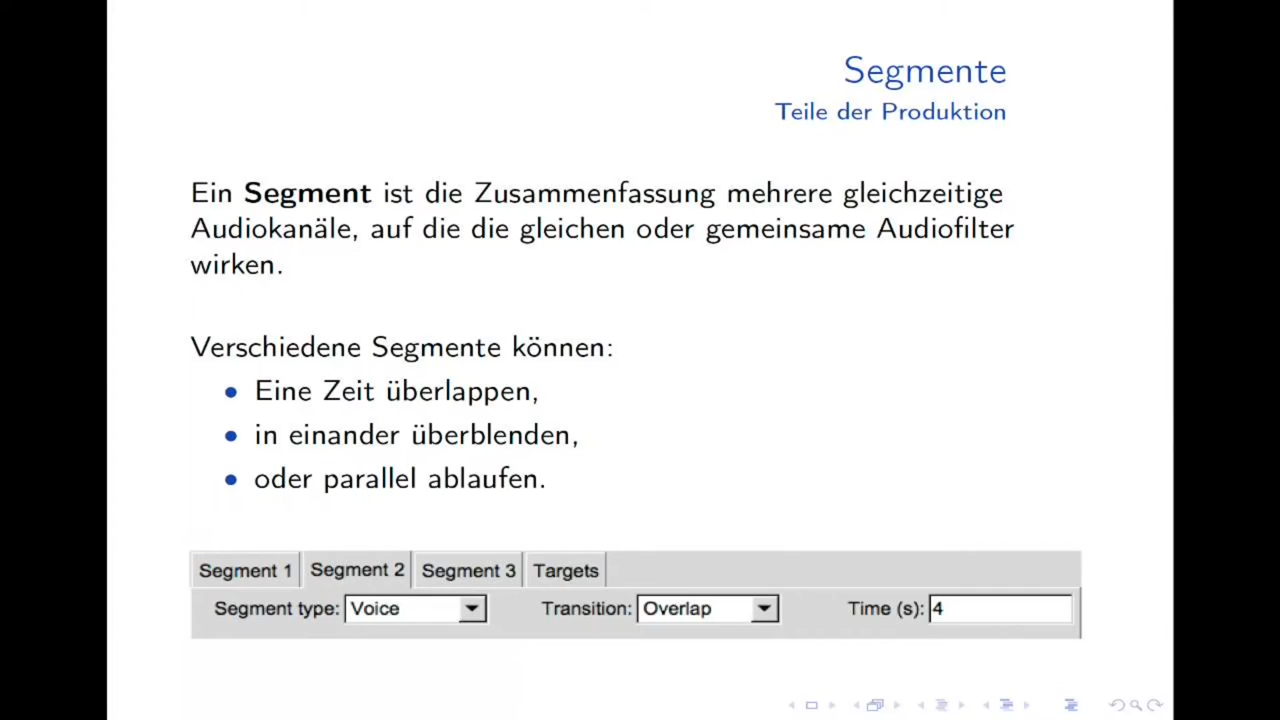 Segmente
Teile der Produktion
Ein Segment ist die Zusammenfassung mehrere gleichzeitige
Audiokanäle, auf die die gleichen oder gemeinsame Audiofilter
wirken.
Verschiedene Segmente können:
• Eine Zeit überlappen,
• in einander überblenden,
• oder parallel ablaufen.
Segment 1 Segment 2 Segment 3 Targets
Segment type: Voice Transition: Overlap Time (s): 4